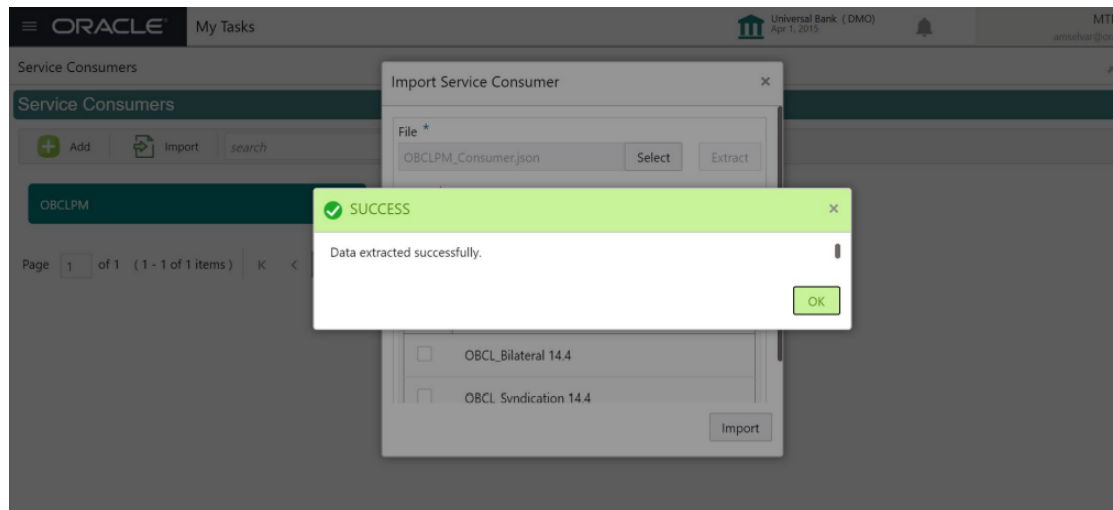 ORACLE My Tasks Universal Bank ( DMO)
Apr 1, 2015
Service Consumers
Service Consumers
Add Import search
OBCLPM
Page 1 of 1 ( 1 - 1 of 1 items ) K <
Import Service Consumer ×
File *
OBCLPM_Consumer.json Select Extract
SUCCESS ×
Data extracted successfully.
OK
OBCL_Bilateral 14.4
OBCL_Syndication 14.4
Import